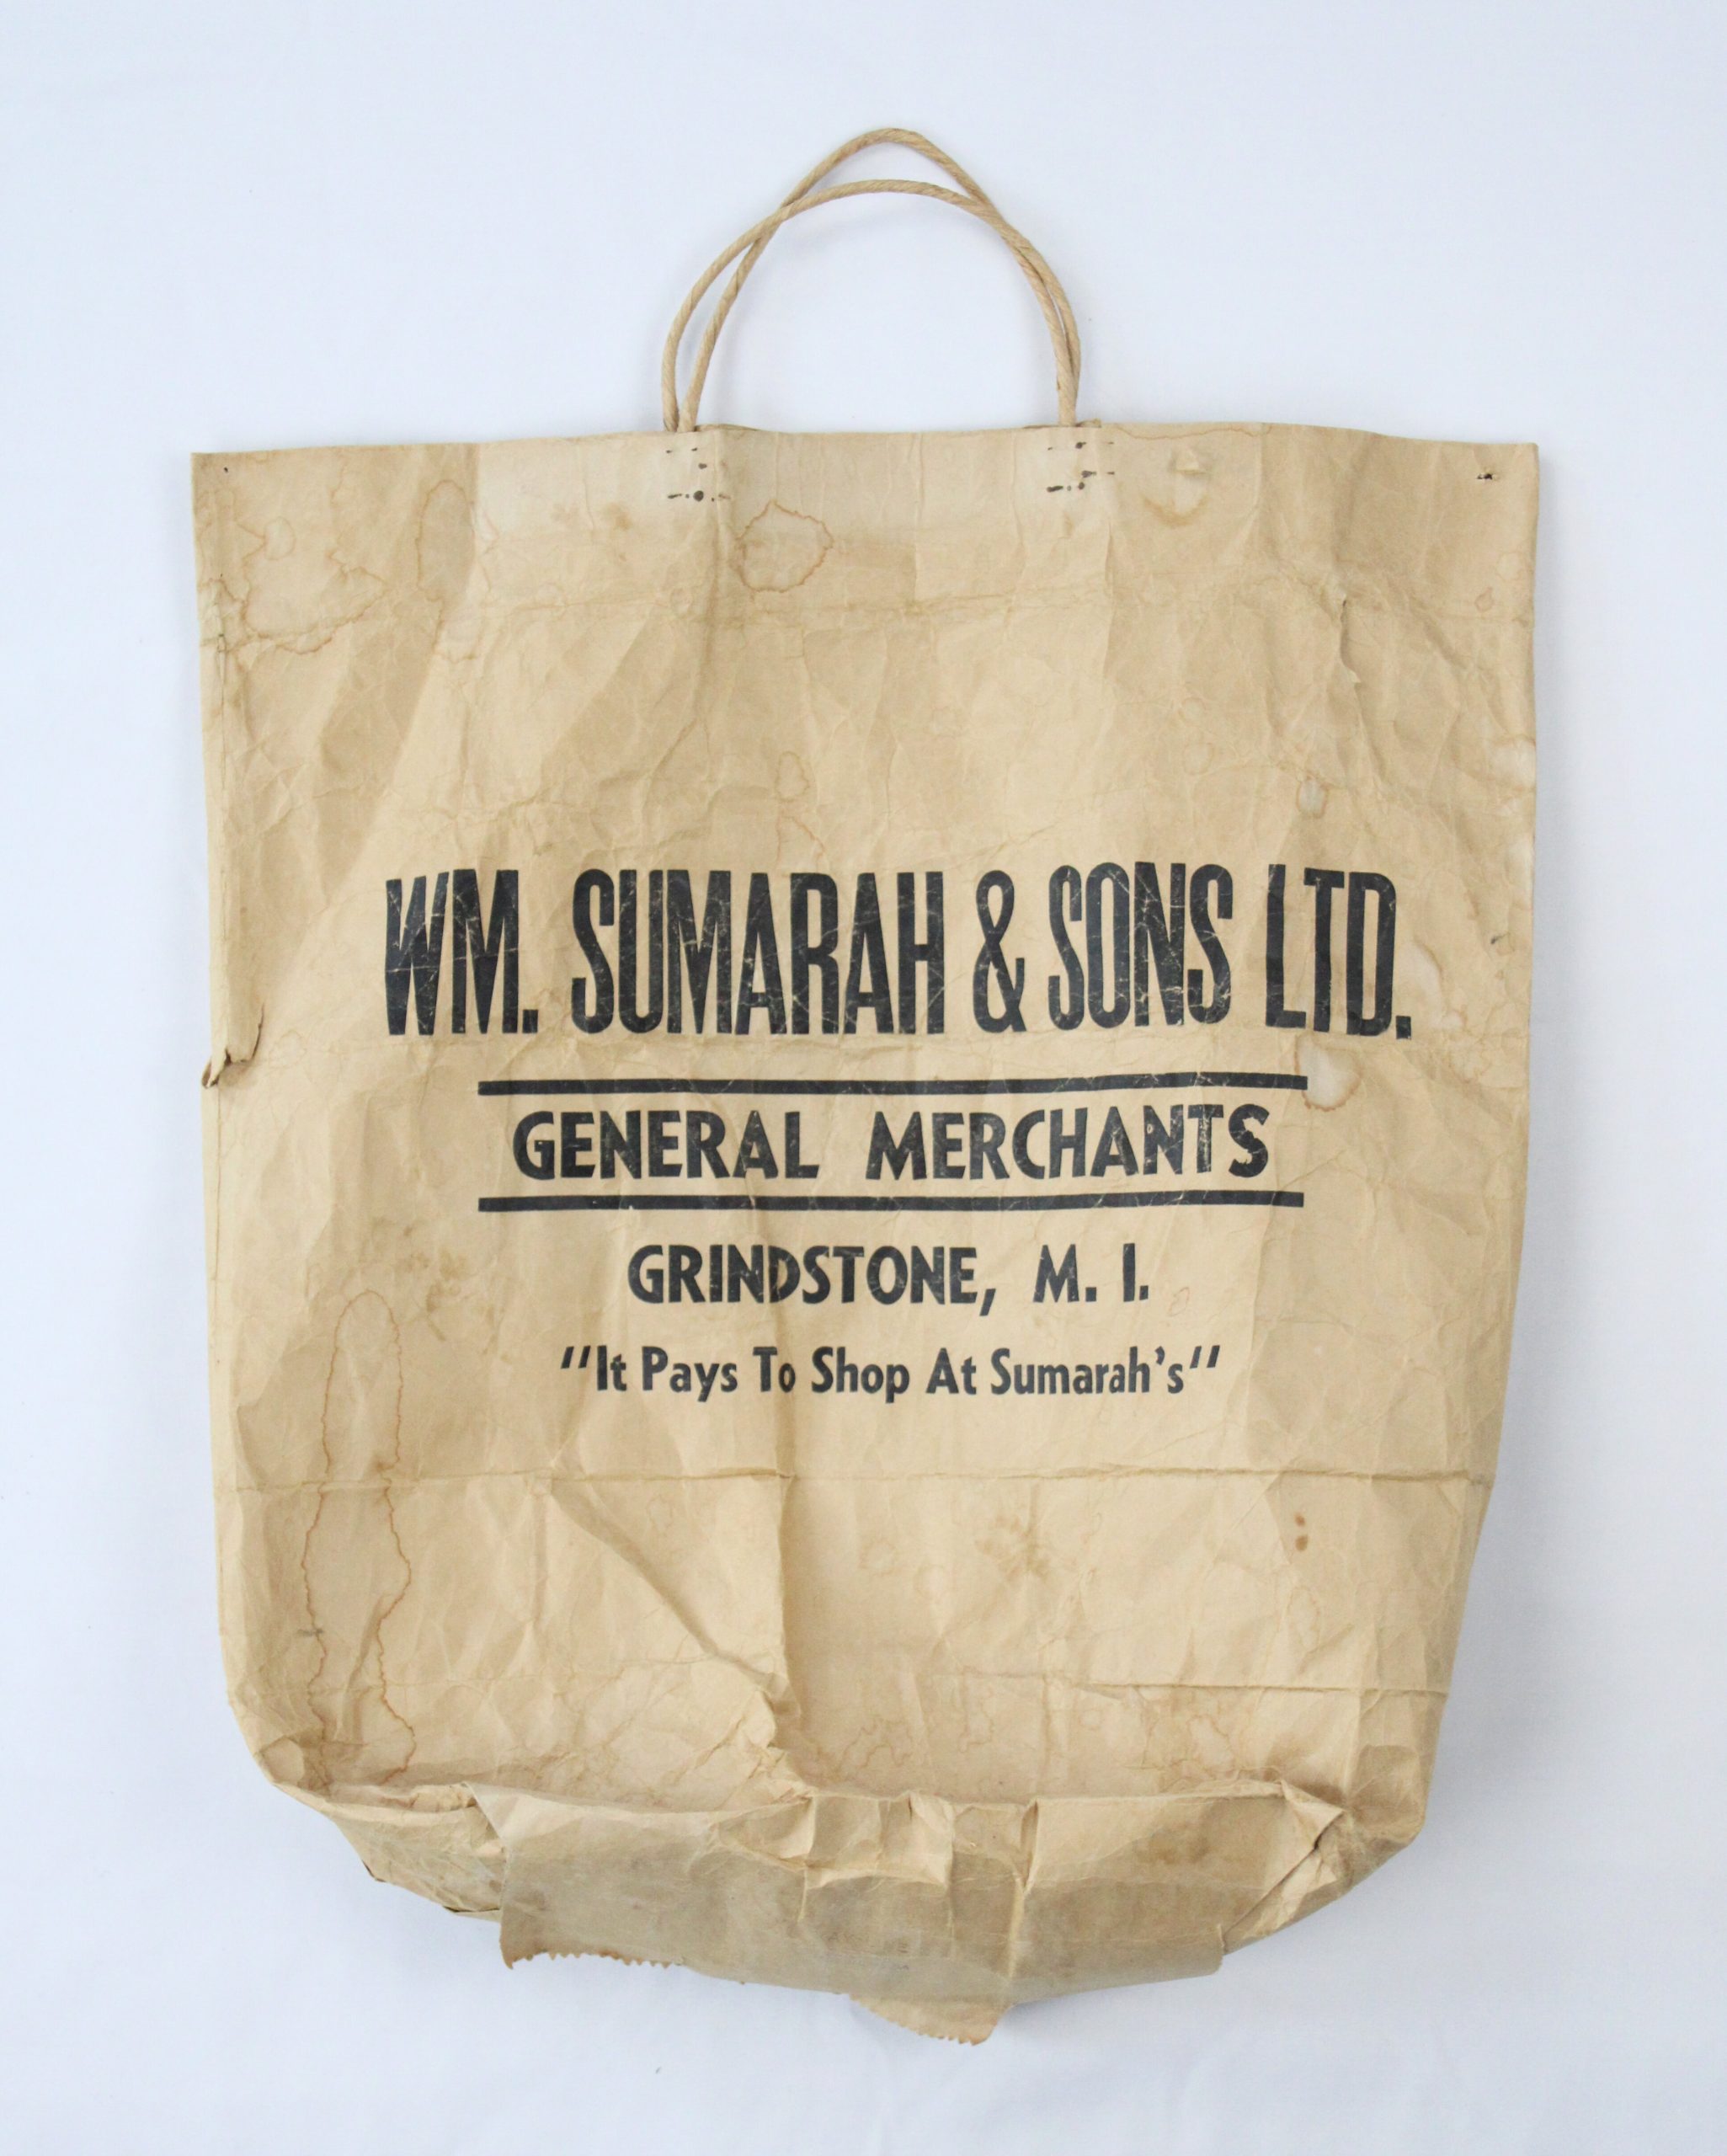 WM. SUMARAH & SONS LTD.
GENERAL MERCHANTS
GRINDSTONE, M. I.
"It Pays To Shop At Sumarah's"